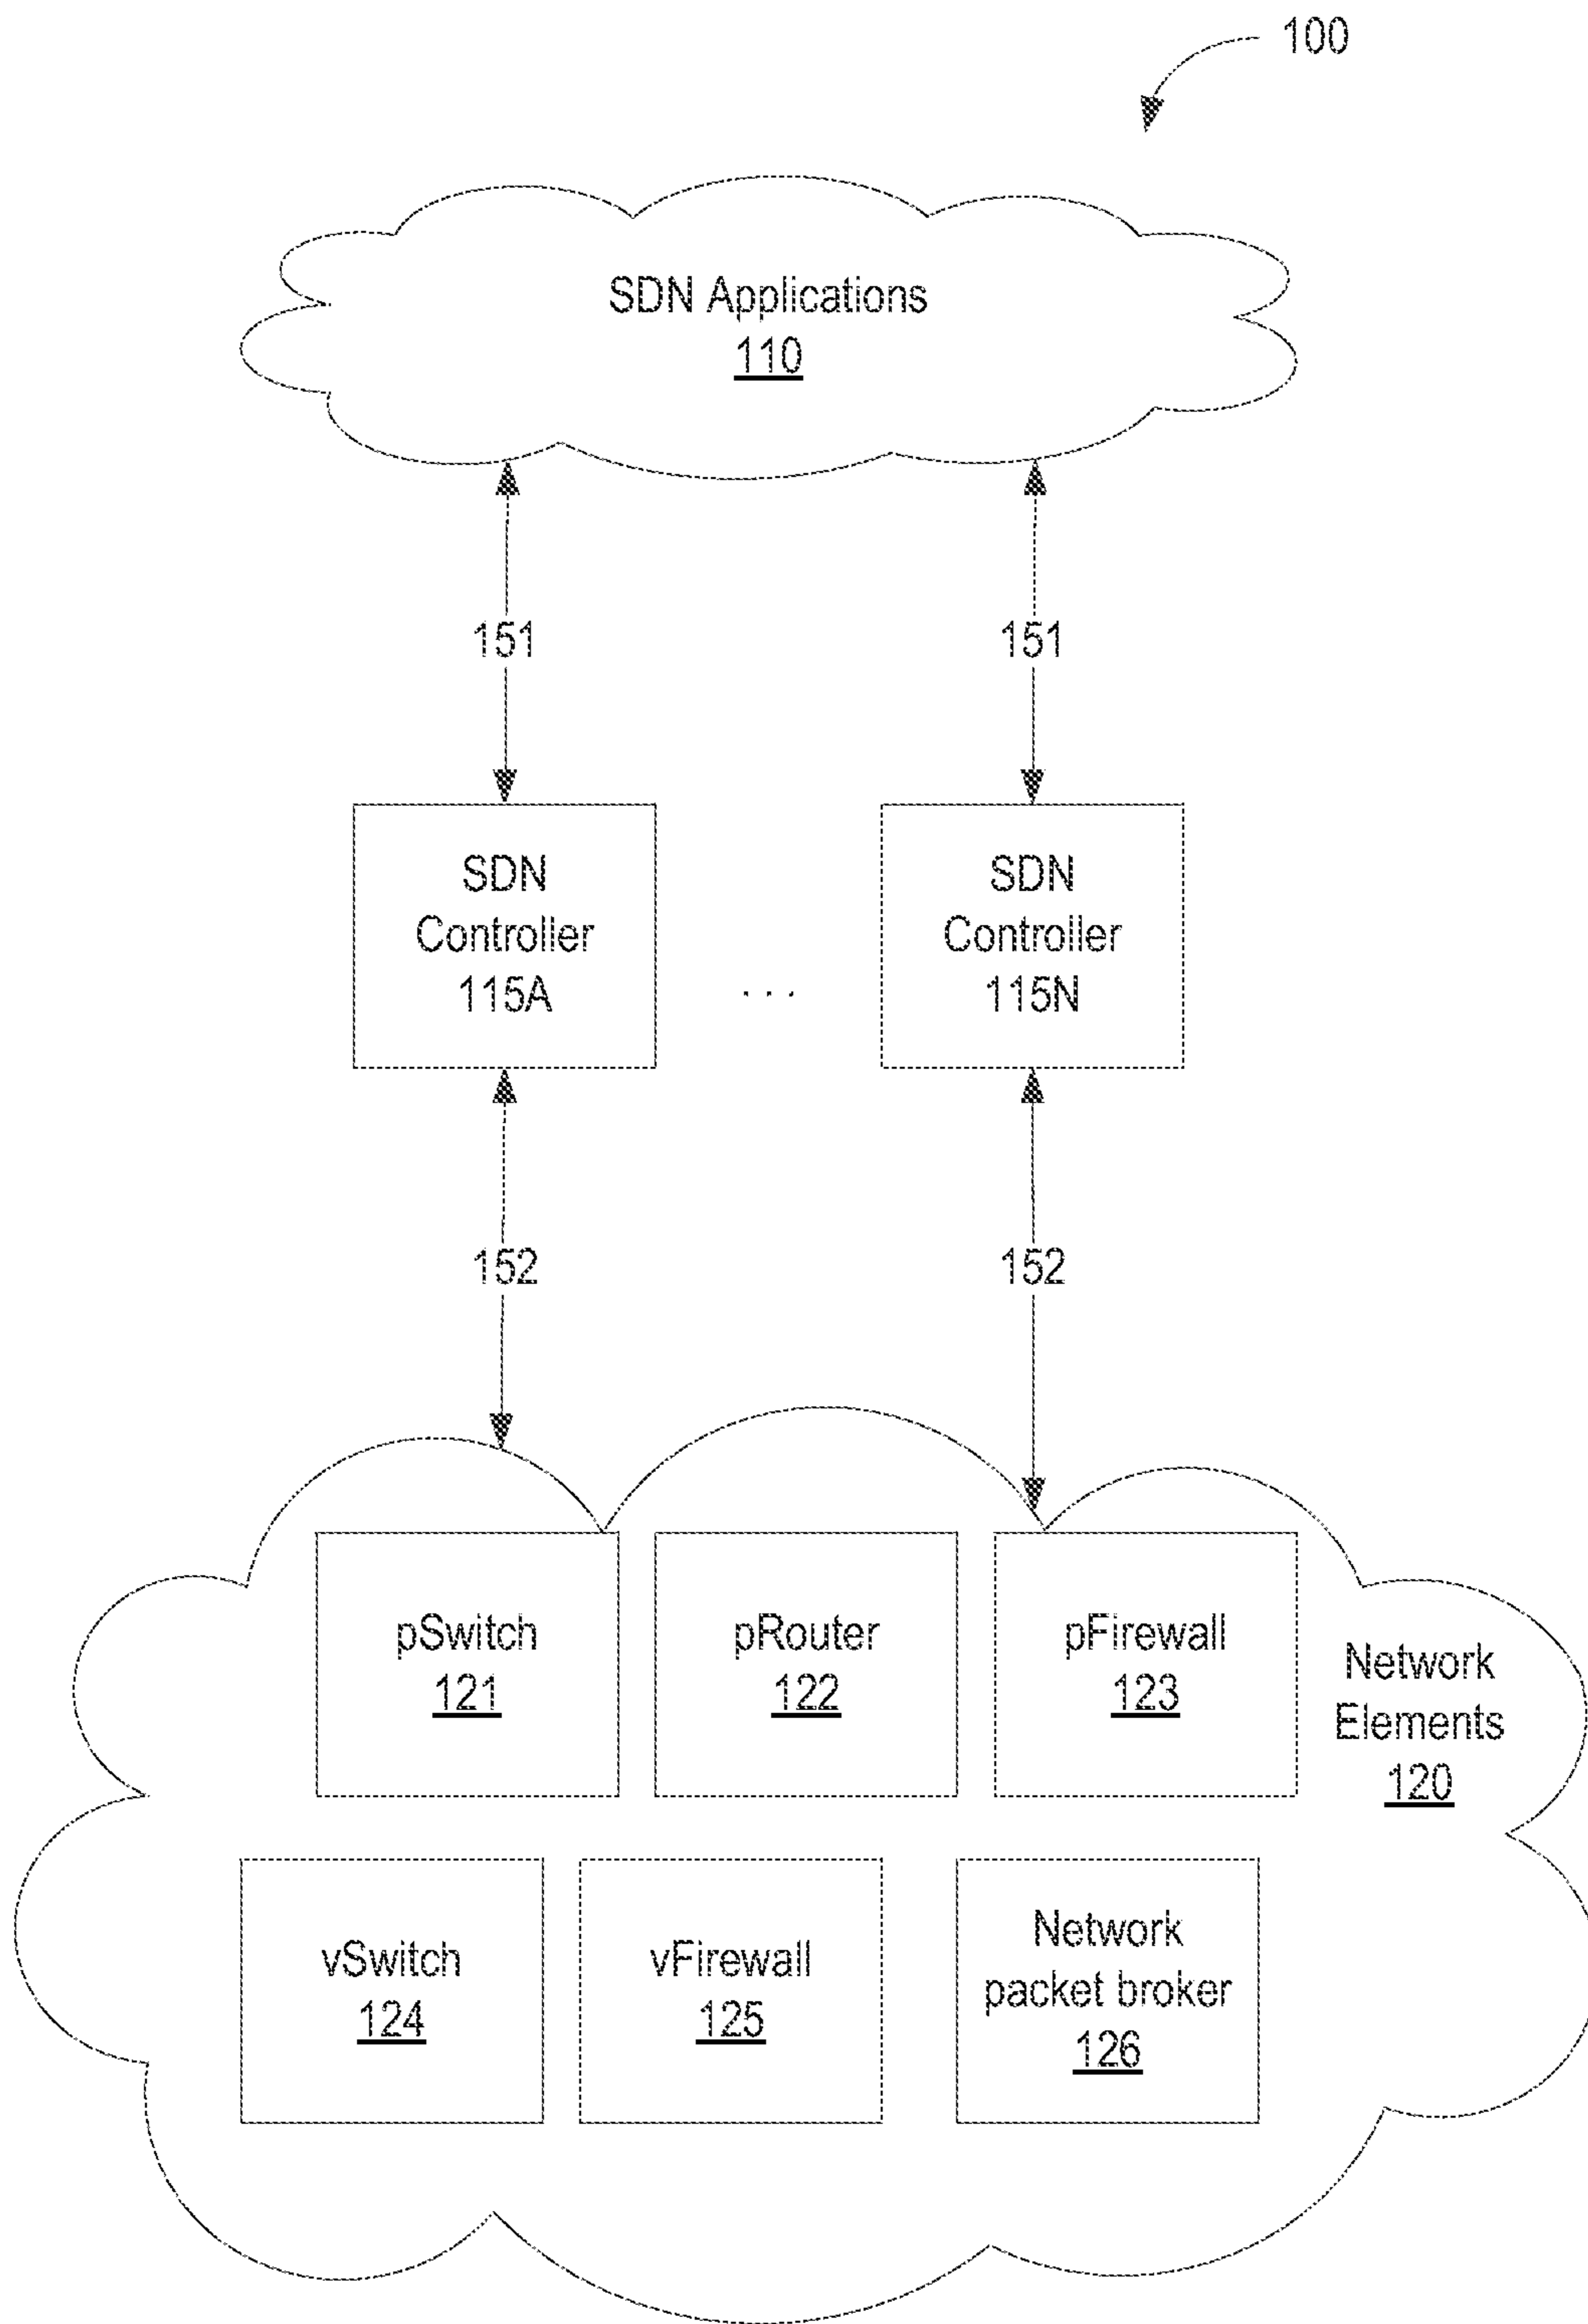 100
SDN Applications
110
151
151
SDN
Controller
115A
. . .
SDN
Controller
115N
152
152
pSwitch
121
pRouter
122
pFirewall
123
Network
Elements
120
vSwitch
124
vFirewall
125
Network
packet broker
126